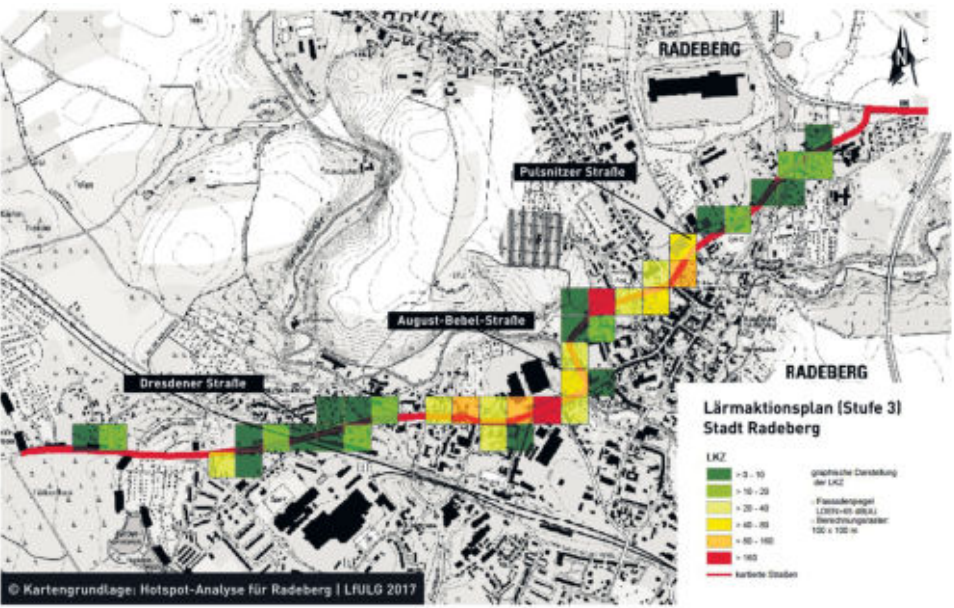 RADEBERG
Pulsnitzer Straße
August-Bebel-Straße
Dresdener Straße
RADEBERG
Lärmaktionsplan (Stufe 3)
Stadt Radeberg
LKZ
> 0 - 10
> 10 - 20
> 20 - 40
> 40 - 80
> 80 - 160
> 160
kartierte Straßen
graphische Darstellung
der LKZ
- Fassadenpegel
- Berechnungsraster:
100 x 100 m
© Kartengrundlage: Hotspot-Analyse für Radeberg | LfULG 2017